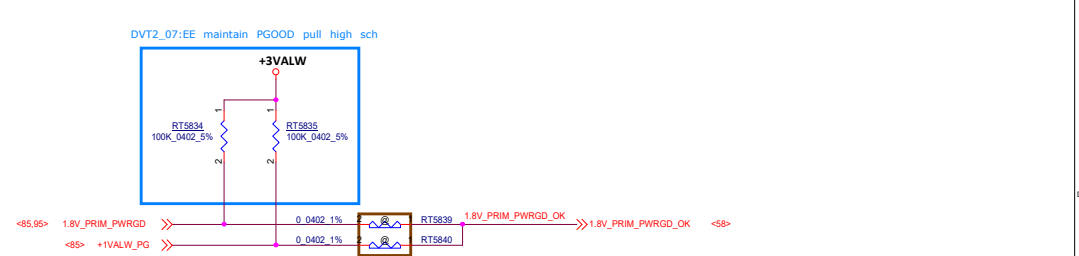 DVT2_07:EE maintain PGOOD pull high sch
+3VALW
1 1
RT5834 RT5835
100K_0402_5% 100K_0402_5%
2 2
<85,95> 1.8V_PRIM_PWRGD 0_0402_1% 2 @ 1 RT5839 1.8V_PRIM_PWRGD_OK 1.8V_PRIM_PWRGD_OK <58>
<85> +1VALW_PG 0_0402_1% 2 @ 1 RT5840